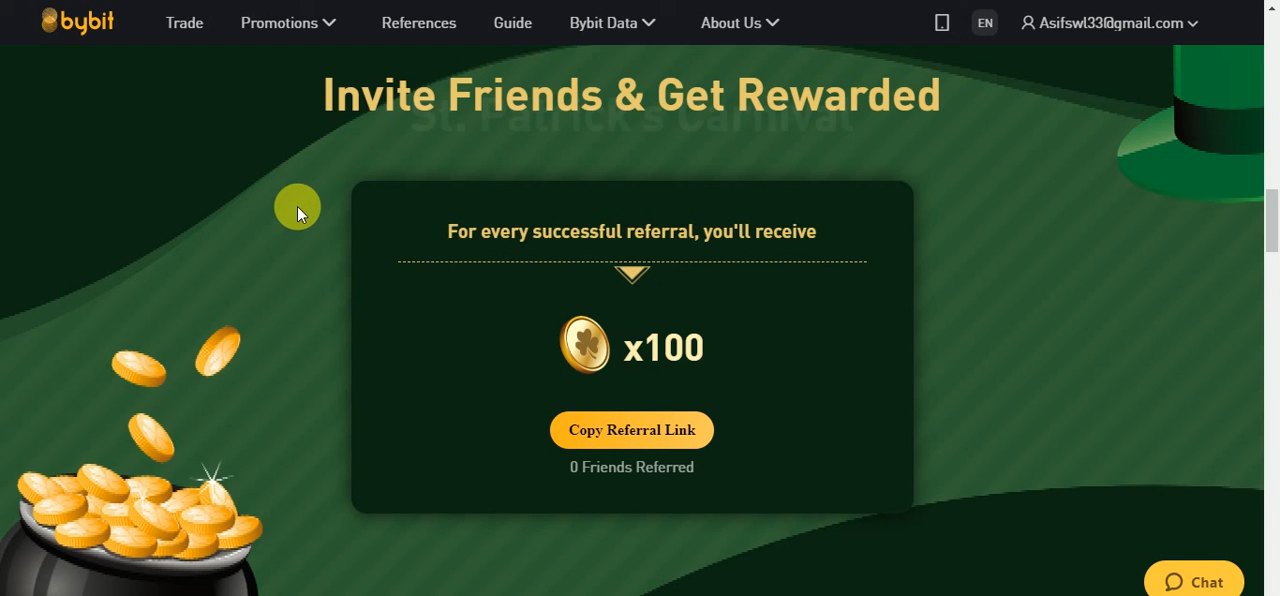 bybit Trade Promotions References Guide Bybit Data About Us EN Asifswl33@gmail.com
Invite Friends & Get Rewarded
St. Patrick's Carnival
For every successful referral, you'll receive
x100
Copy Referral Link
0 Friends Referred
Chat